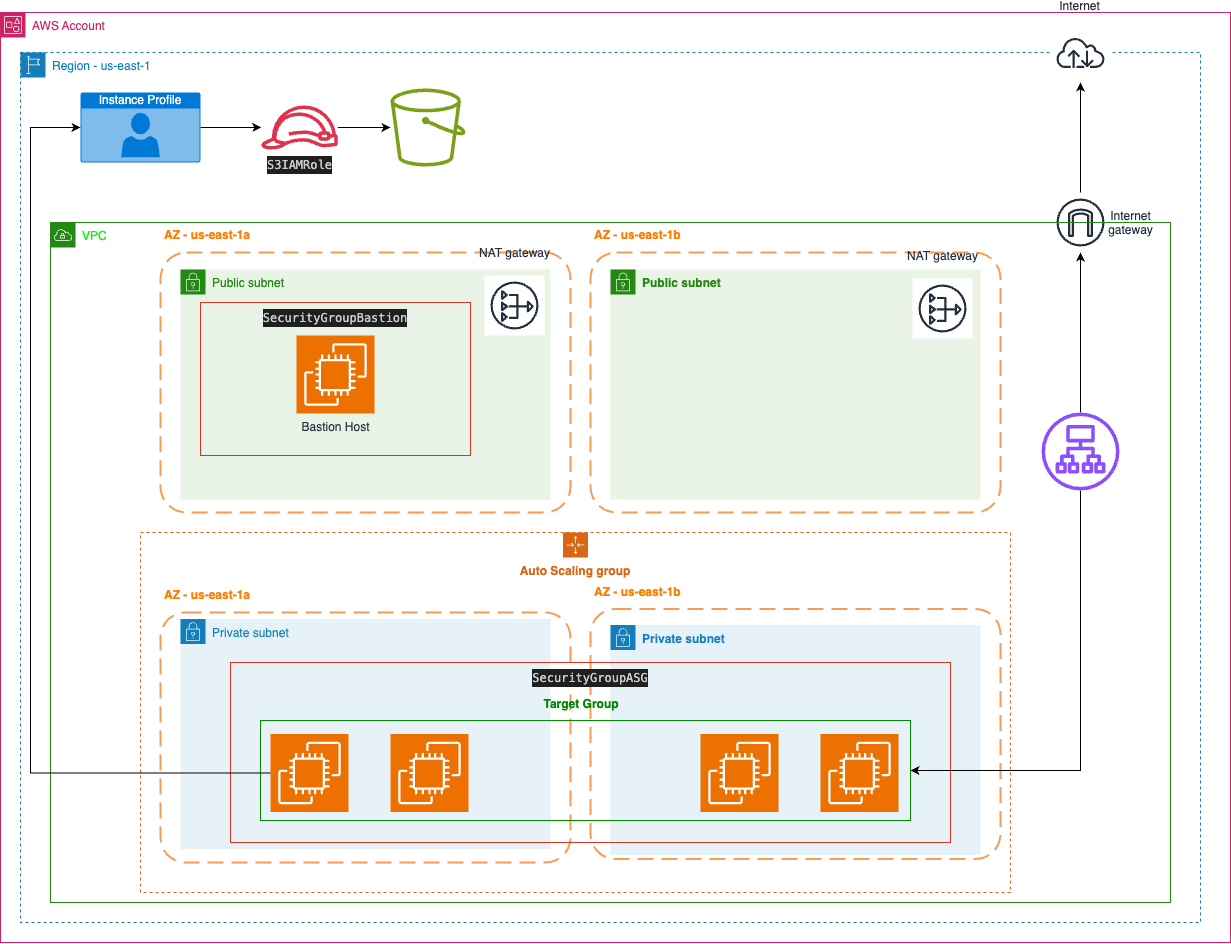 Internet
AWS Account
Region - us-east-1
Instance Profile
S3IAMRole
Internet
gateway
VPC
AZ - us-east-1a
AZ - us-east-1b
NAT gateway
NAT gateway
Public subnet
Public subnet
SecurityGroupBastion
Bastion Host
Auto Scaling group
AZ - us-east-1a
AZ - us-east-1b
Private subnet
Private subnet
SecurityGroupASG
Target Group